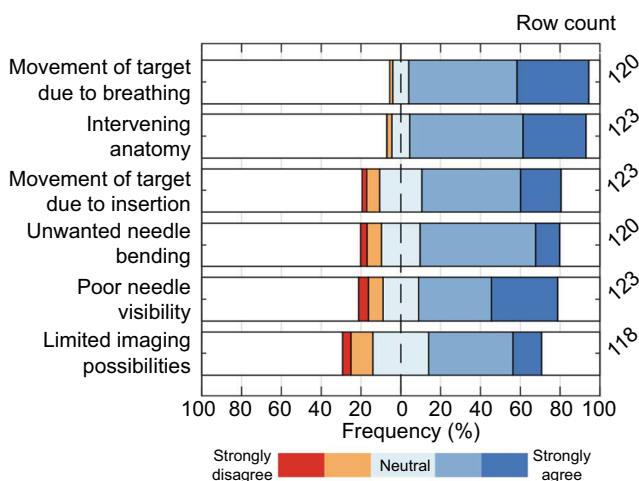 Row count
Movement of target
due to breathing
120
Intervening
anatomy
123
Movement of target
due to insertion
123
Unwanted needle
bending
120
Poor needle
visibility
123
Limited imaging
possibilities
118
100 80 60 40 20 0 20 40 60 80 100
Frequency (%)
Strongly
disagree
Neutral
Strongly
agree